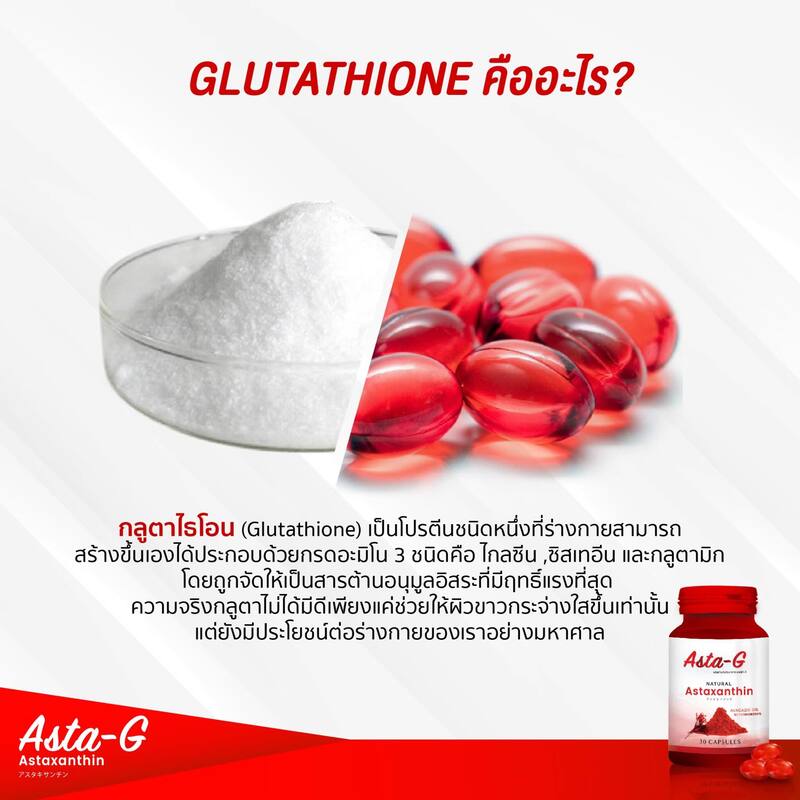 GLUTATHIONE คืออะไร?
กลูตาไธโอน (Glutathione) เป็นโปรตีนชนิดหนึ่งที่ร่างกายสามารถ
สร้างขึ้นเองได้ประกอบด้วยกรดอะมิโน 3 ชนิดคือ ไกลซีน ,ซิสเทอีน และกลูตามิก
โดยถูกจัดให้เป็นสารต้านอนุมูลอิสระที่มีฤทธิ์แรงที่สุด
ความจริงกลูตาไม่ได้มีดีเพียงแค่ช่วยให้ผิวขาวกระจ่างใสขึ้นเท่านั้น
แต่ยังมีประโยชน์ต่อร่างกายของเราอย่างมหาศาล
Asta-G
NATURAL
Astaxanthin
30 CAPSULES
Asta-G
Astaxanthin
アスタキサンチン